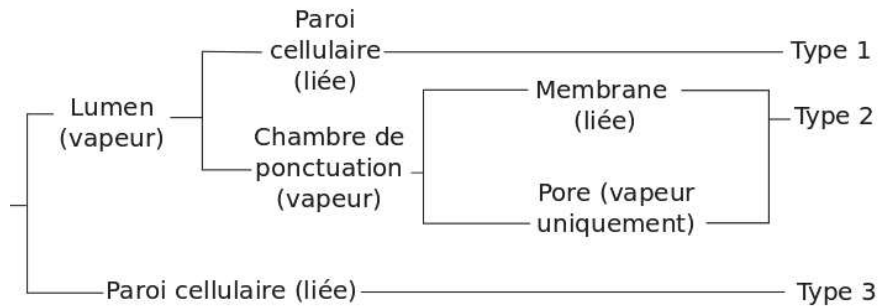 Paroi
cellulaire
(liée)
Type 1
Lumen
(vapeur)
Membrane
(liée)
Type 2
Chambre de
ponctuation
(vapeur)
Pore (vapeur
uniquement)
Paroi cellulaire (liée)
Type 3